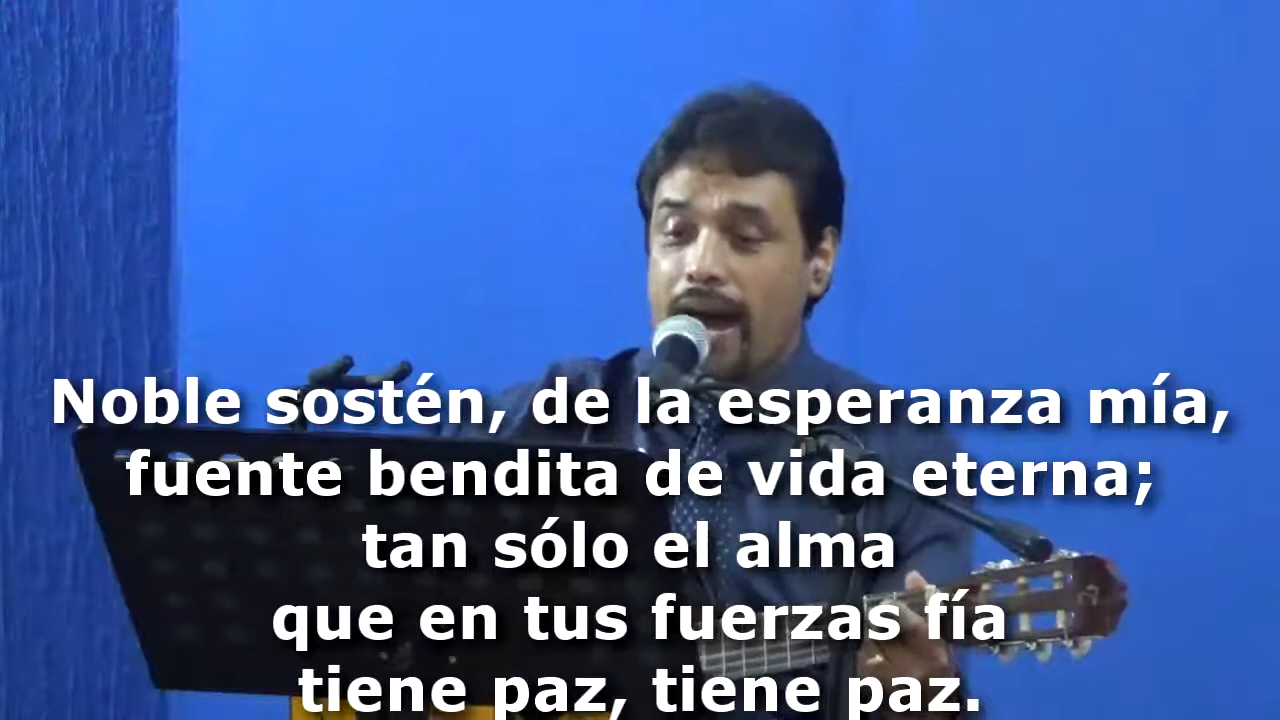 Noble sostén, de la esperanza mía,
fuente bendita de vida eterna;
tan sólo el alma
que en tus fuerzas fía
tiene paz, tiene paz.